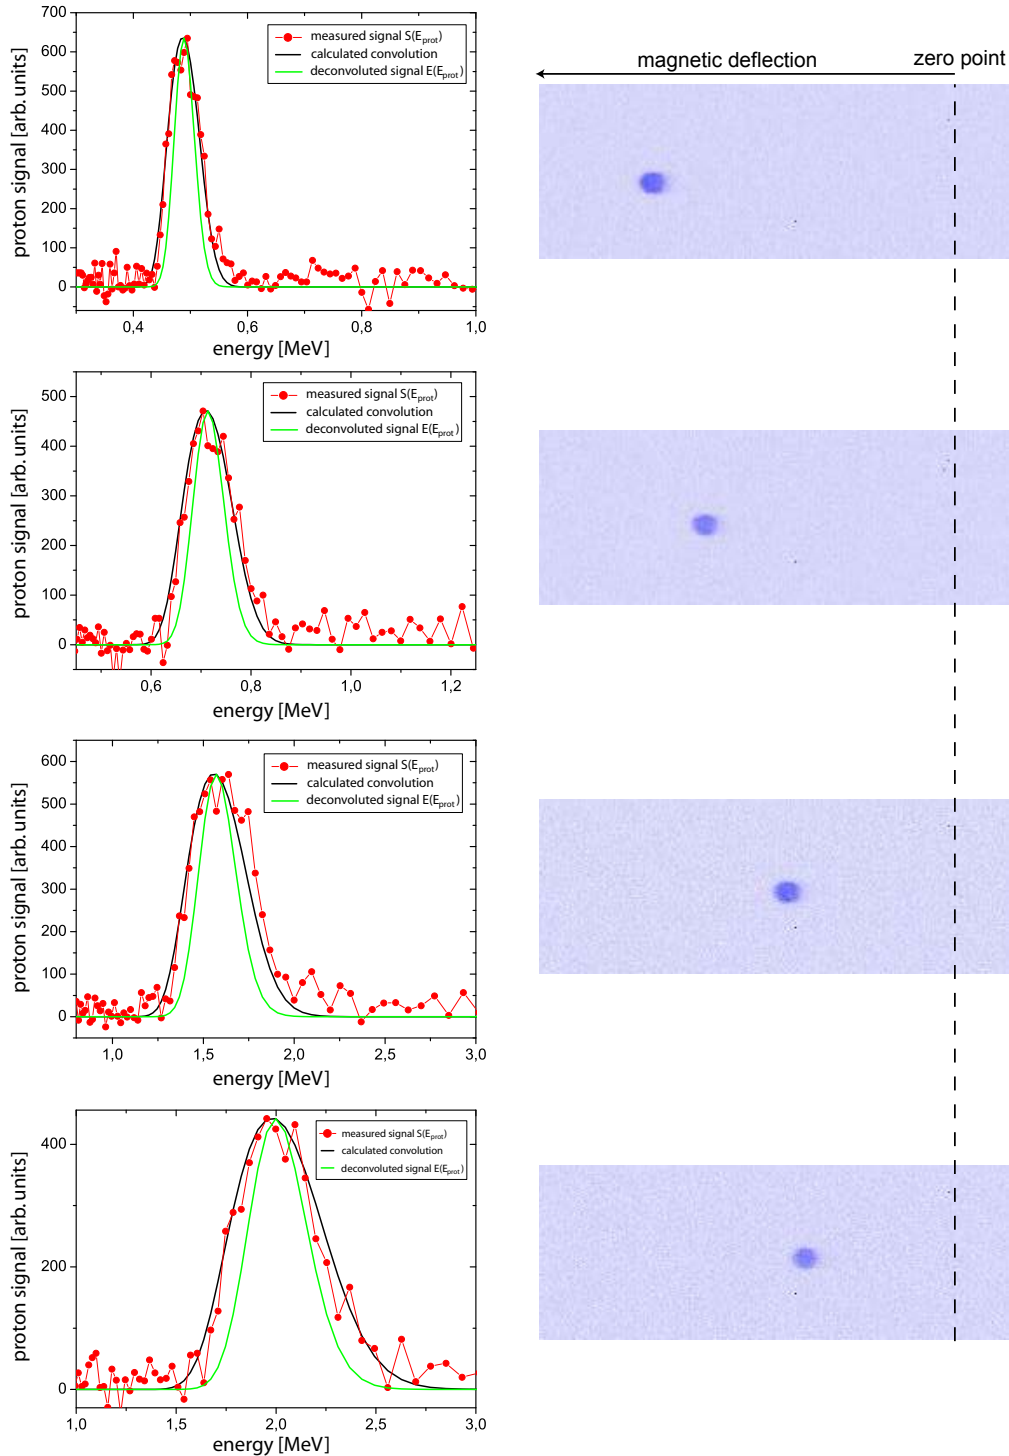 magnetic deflection
zero point
700
600
500
400
300
200
100
0
proton signal [arb.units]
measured signal S(Eprot)
calculated convolution
deconvoluted signal E(Eprot)
0,4 0,6 0,8 1,0
energy [MeV]
500
400
300
200
100
0
proton signal [arb.units]
measured signal S(Eprot)
calculated convolution
deconvoluted signal E(Eprot)
0,6 0,8 1,0 1,2
energy [MeV]
600
500
400
300
200
100
0
proton signal [arb.units]
measured signal S(Eprot)
calculated convolution
deconvoluted signal E(Eprot)
1,0 1,5 2,0 2,5 3,0
energy [MeV]
400
200
0
proton signal [arb.units]
measured signal S(Eprot)
calculated convolution
deconvoluted signal E(Eprot)
1,0 1,5 2,0 2,5 3,0
energy [MeV]